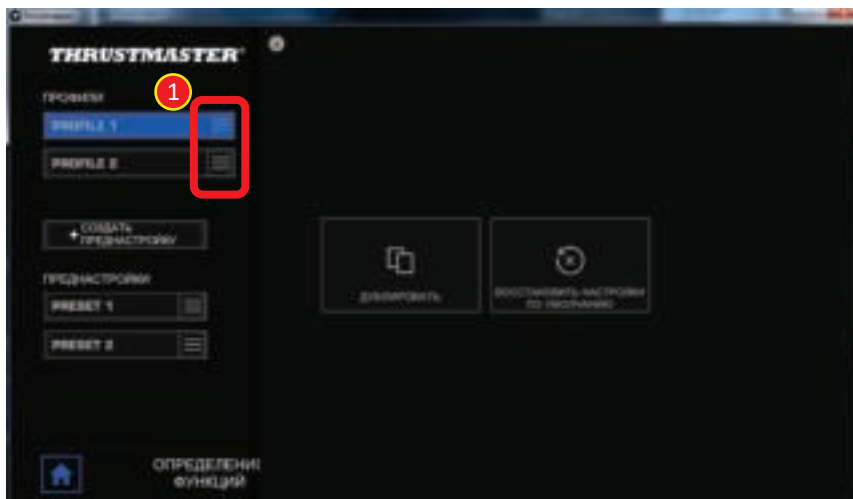 THRUSTMASTER®
ПРОФИЛИ
1
PROFILE 1
PROFILE 2
+ СОЗДАТЬ
ПРЕДНАСТРОЙКУ
ПРЕДНАСТРОЙКИ
PRESET 1
PRESET 2
ДУБЛИРОВАТЬ
ВОССТАНОВИТЬ НАСТРОЙКИ
ПО УМОЛЧАНИЮ
ОПРЕДЕЛЕНИЕ
ФУНКЦИЙ